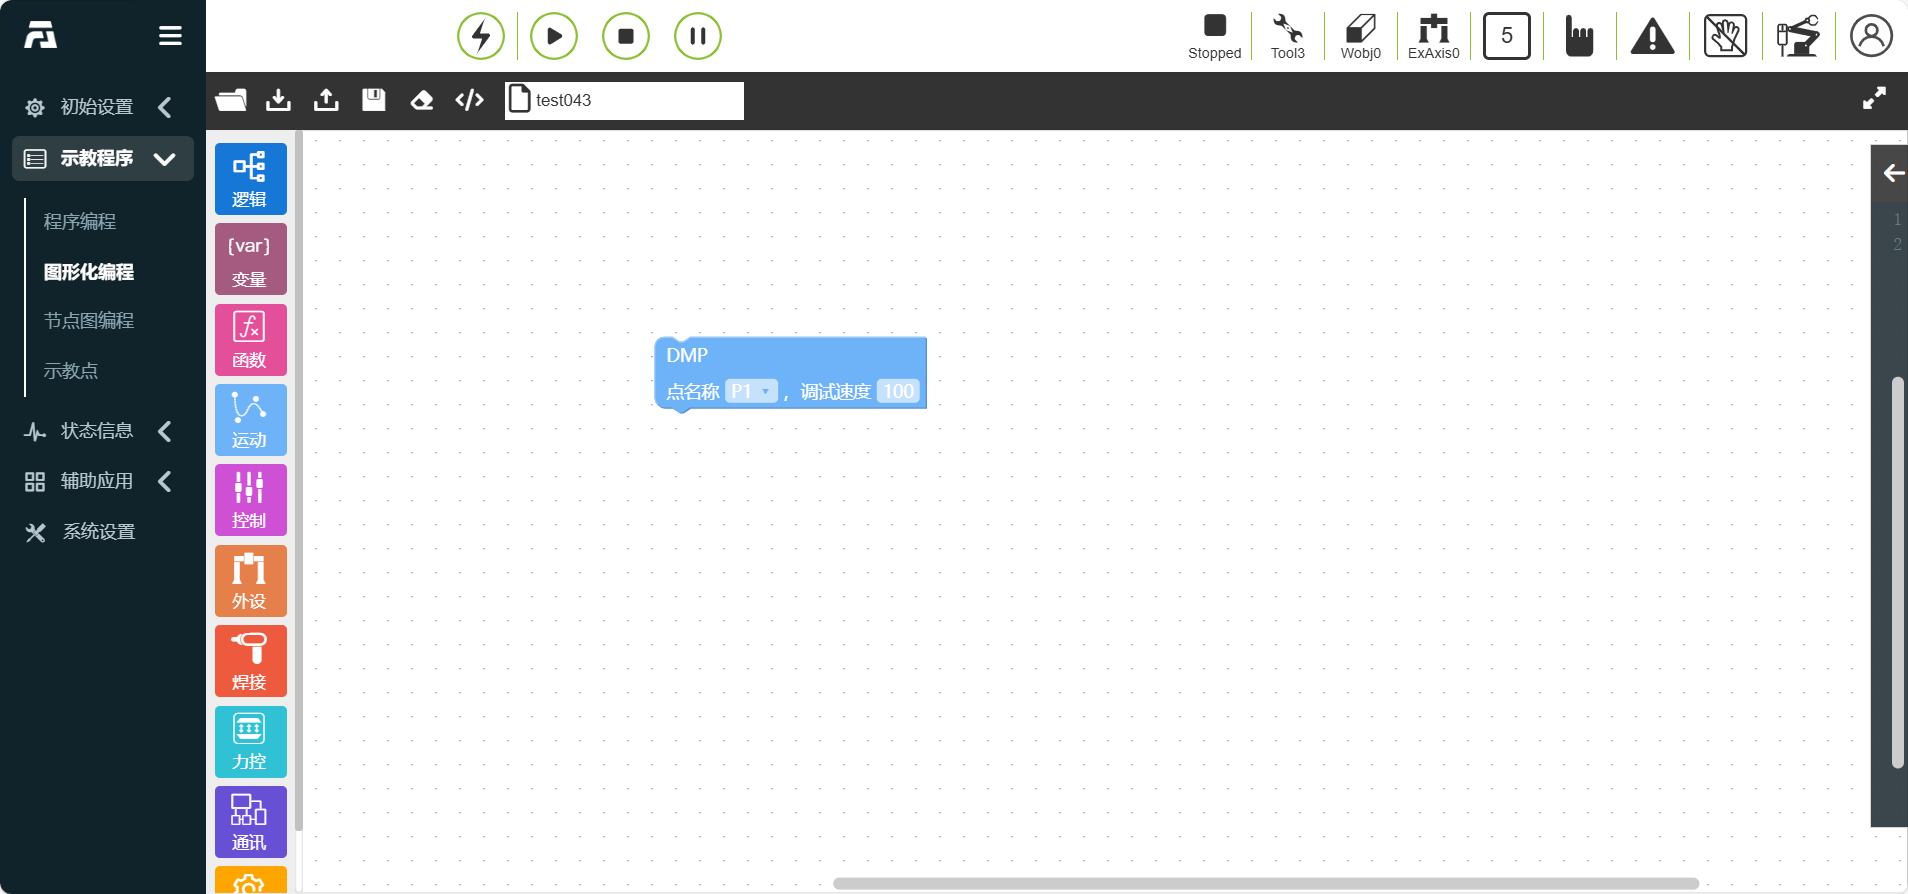 Stopped
Tool3
Wobj0
ExAxis0
5
初始设置
示教程序
程序编程
图形化编程
节点图编程
示教点
状态信息
辅助应用
系统设置
test043
逻辑
{var}
变量
fx
函数
运动
控制
外设
焊接
力控
通讯
DMP
点名称 P1 ，调试速度 100
1
2